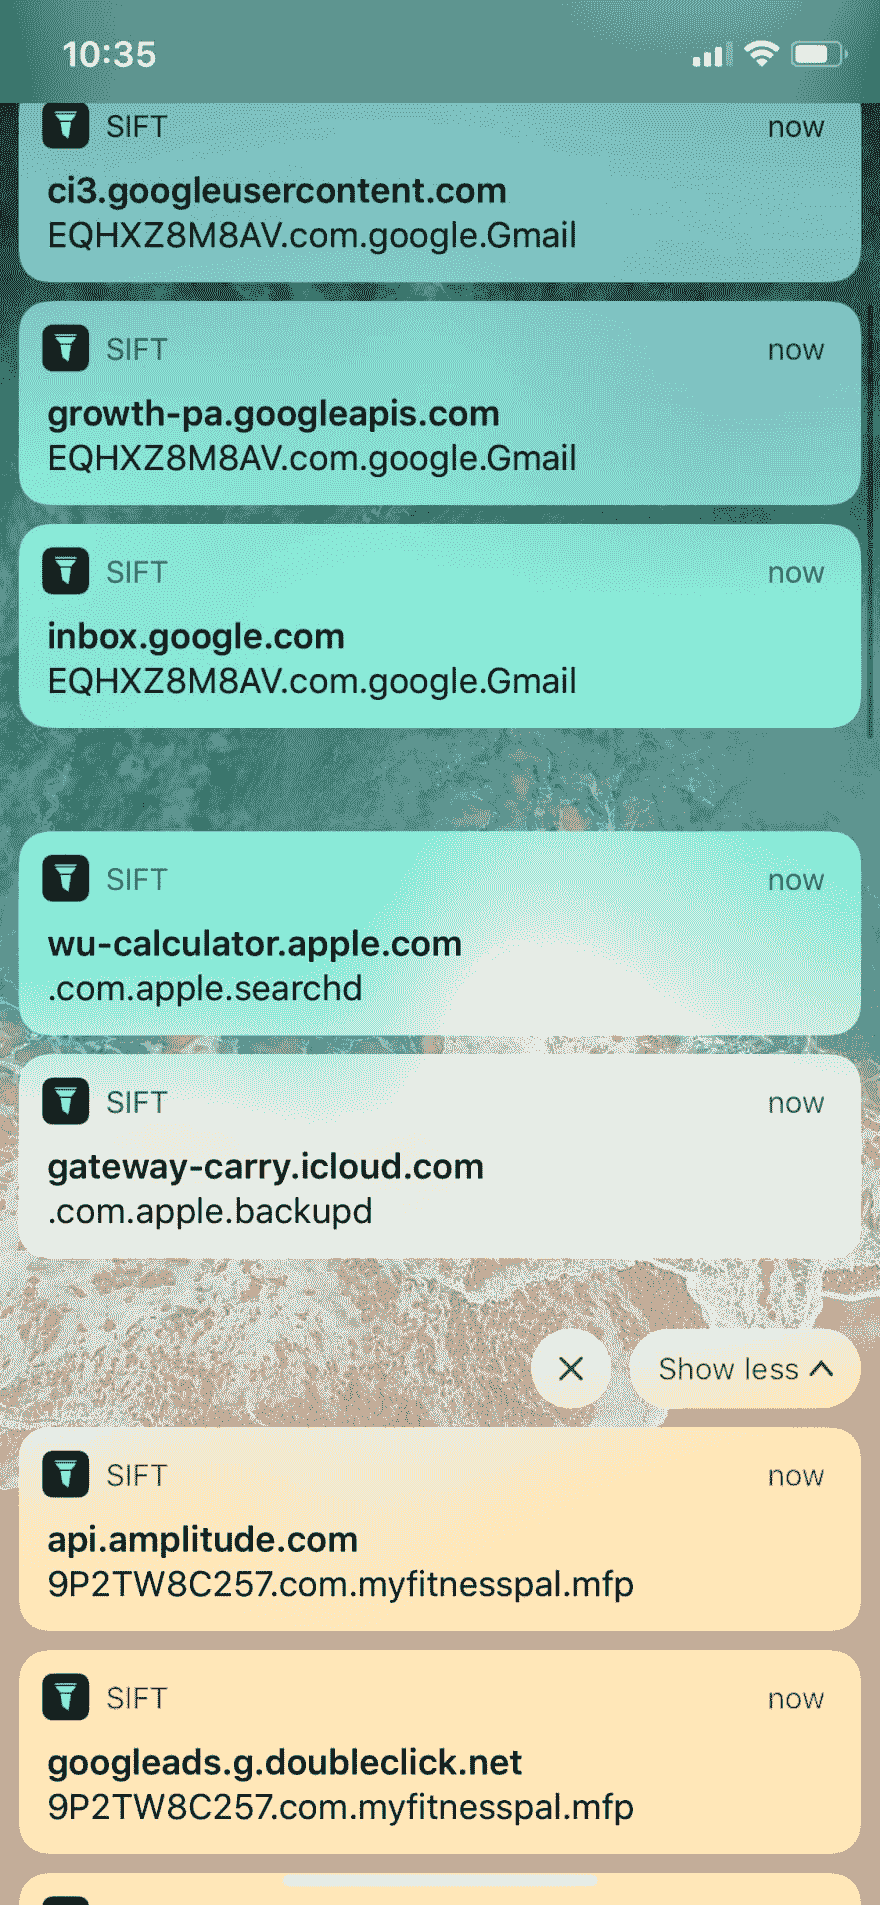 10:35
SIFT now
ci3.googleusercontent.com
EQHXZ8M8AV.com.google.Gmail
SIFT now
growth-pa.googleapis.com
EQHXZ8M8AV.com.google.Gmail
SIFT now
inbox.google.com
EQHXZ8M8AV.com.google.Gmail
SIFT now
wu-calculator.apple.com
.com.apple.searchd
SIFT now
gateway-carry.icloud.com
.com.apple.backupd
Show less
SIFT now
api.amplitude.com
9P2TW8C257.com.myfitnesspal.mfp
SIFT now
googleads.g.doubleclick.net
9P2TW8C257.com.myfitnesspal.mfp